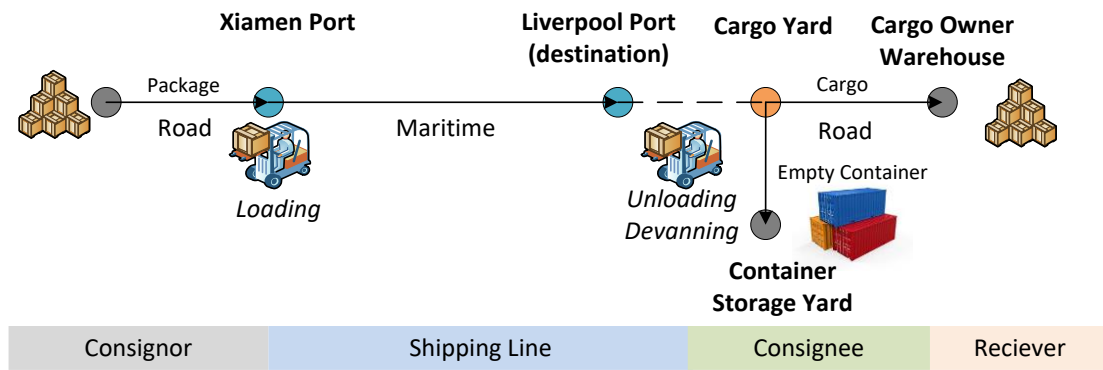 Xiamen Port
Liverpool Port
(destination)
Cargo Yard
Cargo Owner
Warehouse
Package
Road
Maritime
Cargo
Road
Loading
Unloading
Devanning
Empty Container
Container
Storage Yard
Consignor
Shipping Line
Consignee
Reciever